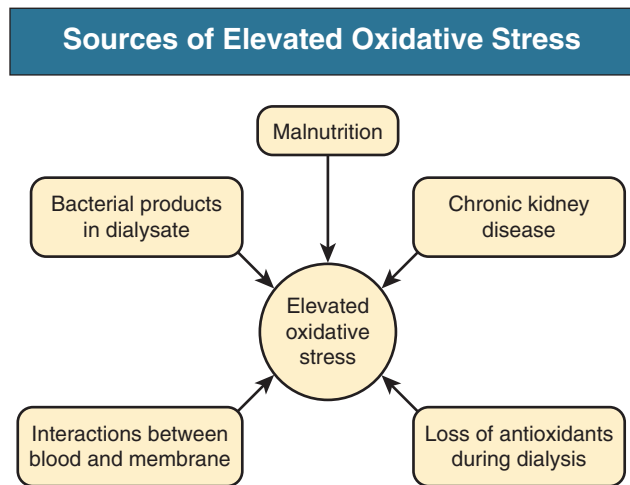 Sources of Elevated Oxidative Stress
Malnutrition
Bacterial products
in dialysate
Chronic kidney
disease
Elevated
oxidative
stress
Interactions between
blood and membrane
Loss of antioxidants
during dialysis